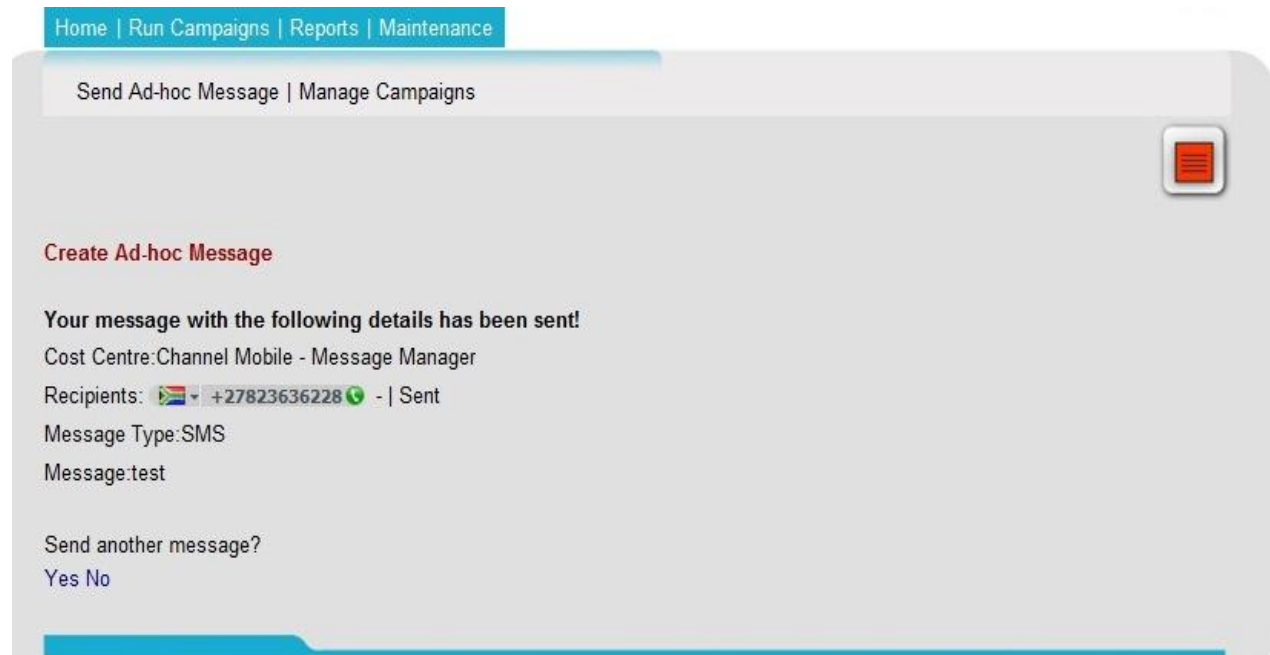 Home | Run Campaigns | Reports | Maintenance
Send Ad-hoc Message | Manage Campaigns
Create Ad-hoc Message
Your message with the following details has been sent!
Cost Centre:Channel Mobile - Message Manager
Recipients: +27823636228 - | Sent
Message Type:SMS
Message:test
Send another message?
Yes No